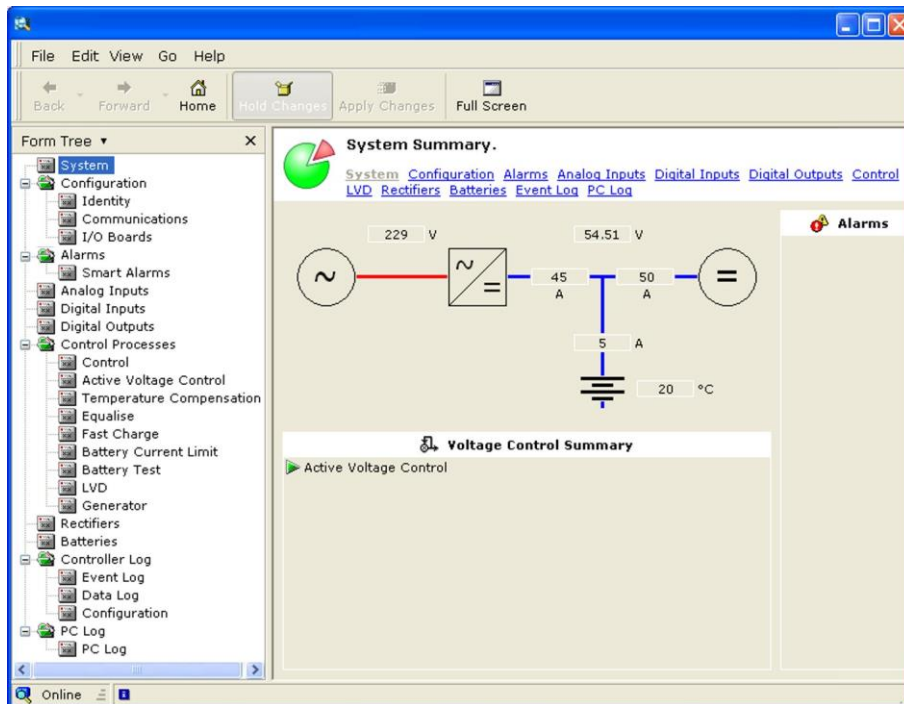 File Edit View Go Help
Back Forward Home Hold Changes Apply Changes Full Screen
Form Tree
System
Configuration
Identity
Communications
I/O Boards
Alarms
Smart Alarms
Analog Inputs
Digital Inputs
Digital Outputs
Control Processes
Control
Active Voltage Control
Temperature Compensation
Equalise
Fast Charge
Battery Current Limit
Battery Test
LVD
Generator
Rectifiers
Batteries
Controller Log
Event Log
Data Log
Configuration
PC Log
PC Log
System Summary.
System Configuration Alarms Analog Inputs Digital Inputs Digital Outputs Control
LVD Rectifiers Batteries Event Log PC Log
229 V 54.51 V
45 50
A A
5 A
20 °C
Voltage Control Summary
Active Voltage Control
Alarms
Online